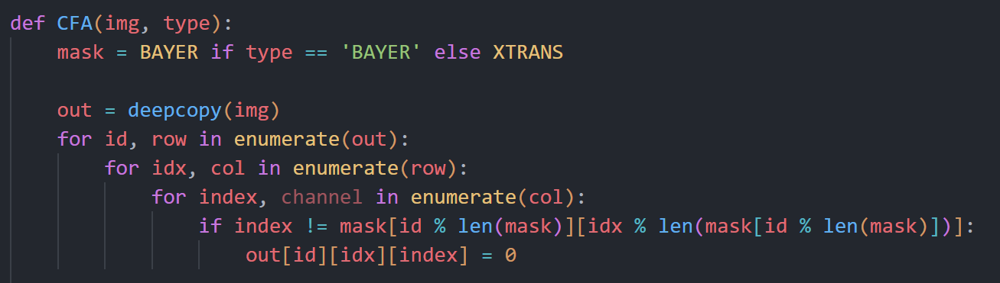 def CFA(img, type):
    mask = BAYER if type == 'BAYER' else XTRANS

    out = deepcopy(img)
    for id, row in enumerate(out):
        for idx, col in enumerate(row):
            for index, channel in enumerate(col):
                if index != mask[id % len(mask)][idx % len(mask[id % len(mask)])]:
                    out[id][idx][index] = 0